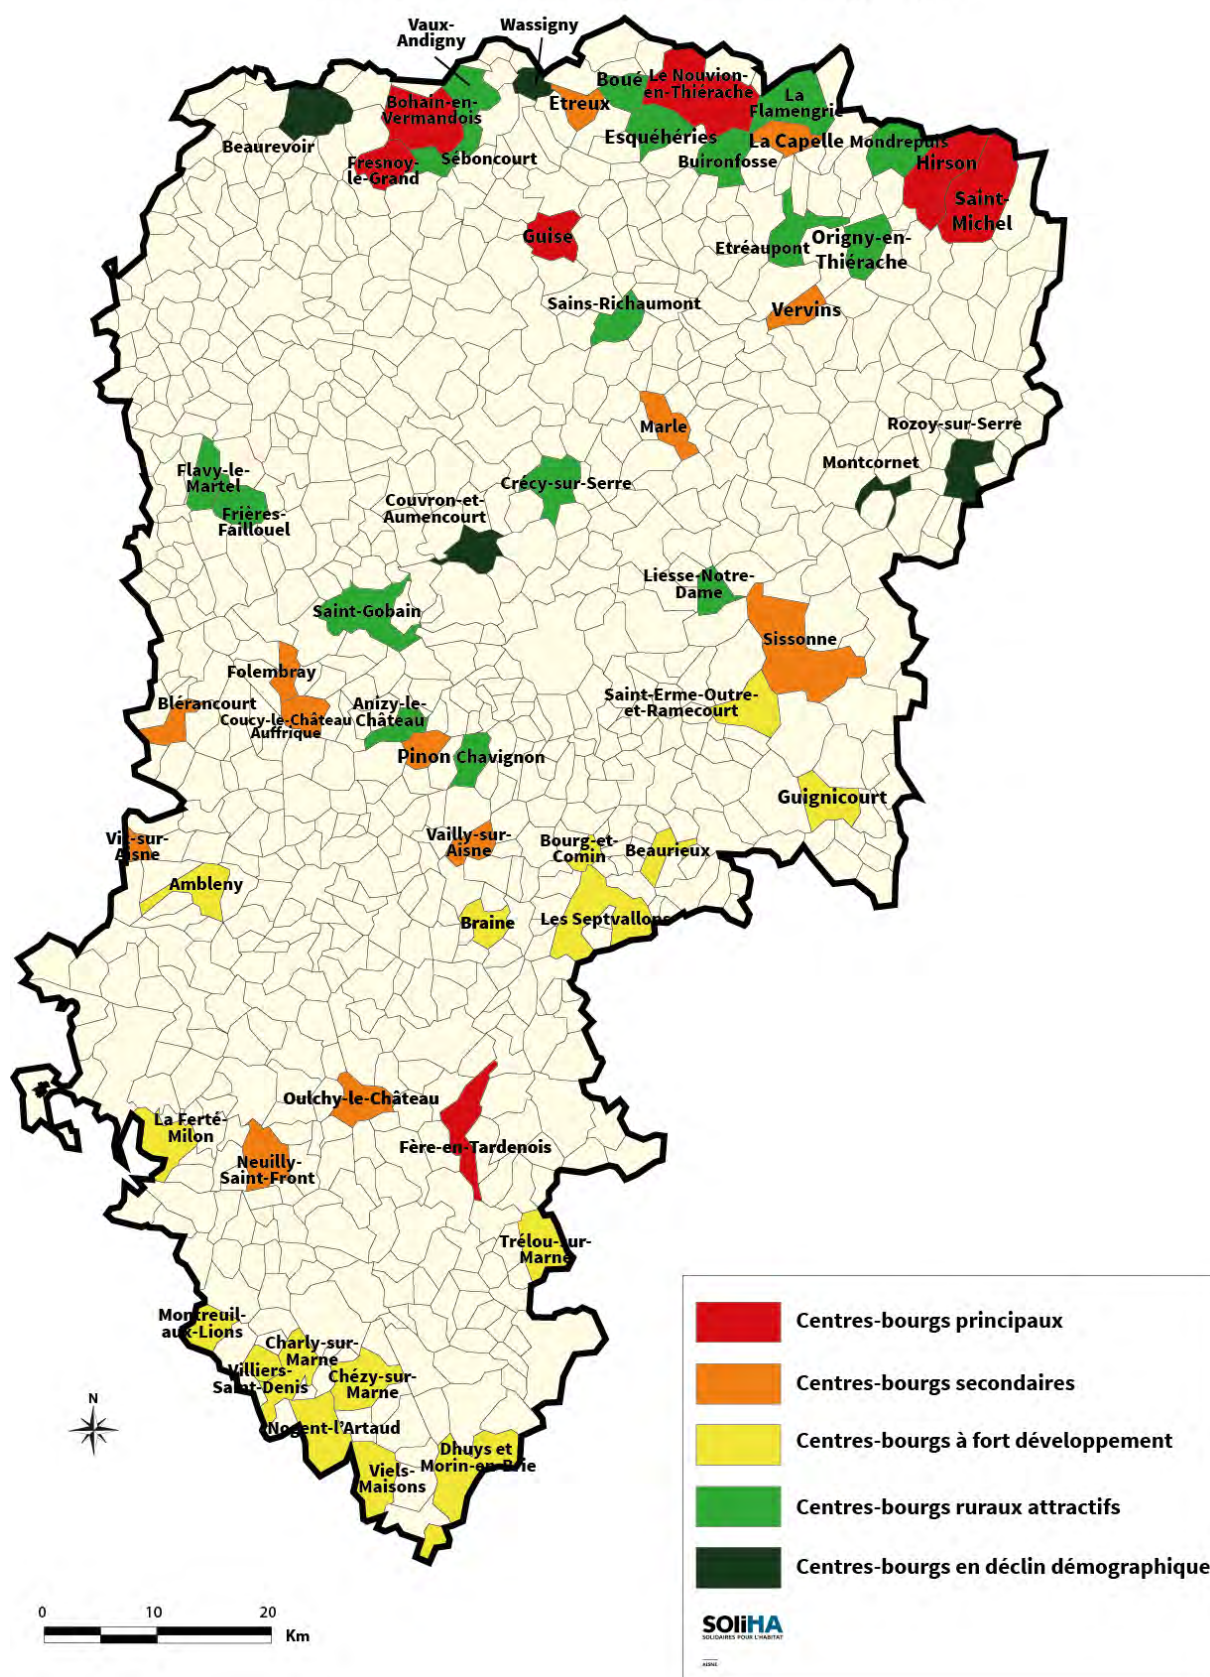 Vaux-
Andigny
Wassigny
Boué
Le Nouvion-
en-Thiérache
La
Flamengrie
Bohain-en-
Vermandois
Etreux
Beaurevoir
Esquéhéries
La Capelle
Mondrepuis
Fresnoy-
le-Grand
Séboncourt
Buironfosse
Hirson
Saint-
Michel
Guise
Etréaupont
Origny-en-
Thiérache
Sains-Richaumont
Vervins
Marle
Rozoy-sur-Serre
Montcornet
Flavy-le-
Martel
Crécy-sur-Serre
Couvron-et-
Aumencourt
Frières-
Faillouel
Liesse-Notre-
Dame
Saint-Gobain
Sissonne
Folembray
Blérancourt
Coucy-le-Château
Auffrique
Anizy-le-
Château
Saint-Erme-Outre-
et-Ramecourt
Pinon
Chavignon
Guignicourt
Vic-sur-
Aisne
Vailly-sur-
Aisne
Bourg-et-
Comin
Beaurieux
Ambleny
Braine
Les Septvallons
Oulchy-le-Château
La Ferté-
Milon
Fère-en-Tardenois
Neuilly-
Saint-Front
Trélou-sur-
Marne
Montreuil-
aux-Lions
Charly-sur-
Marne
Villiers-
Saint-Denis
Chézy-sur-
Marne
Nogent-l'Artaud
Dhuys et
Morin-en-Brie
Viels-
Maisons
N
0 10 20
Km
Centres-bourgs principaux
Centres-bourgs secondaires
Centres-bourgs à fort développement
Centres-bourgs ruraux attractifs
Centres-bourgs en déclin démographique
SOliHA
SOLIDAIRES POUR L'HABITAT
AISNE